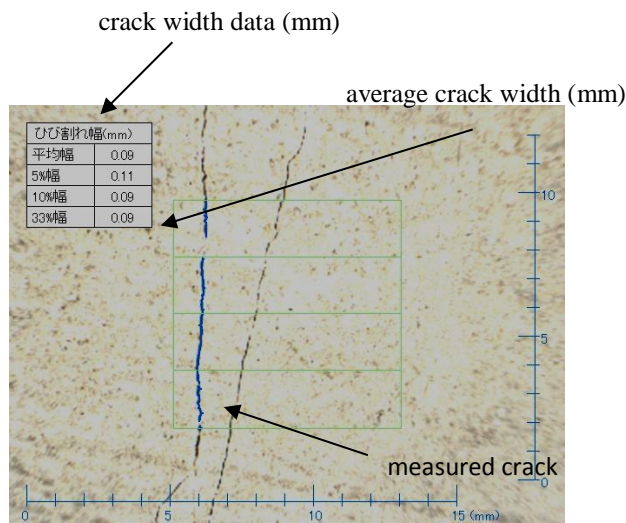 crack width data (mm)
average crack width (mm)
ひび割れ幅(mm)
平均幅 0.09
5%幅 0.11
10%幅 0.09
33%幅 0.09
10
5
0
measured crack
0 5 10 15 (mm)